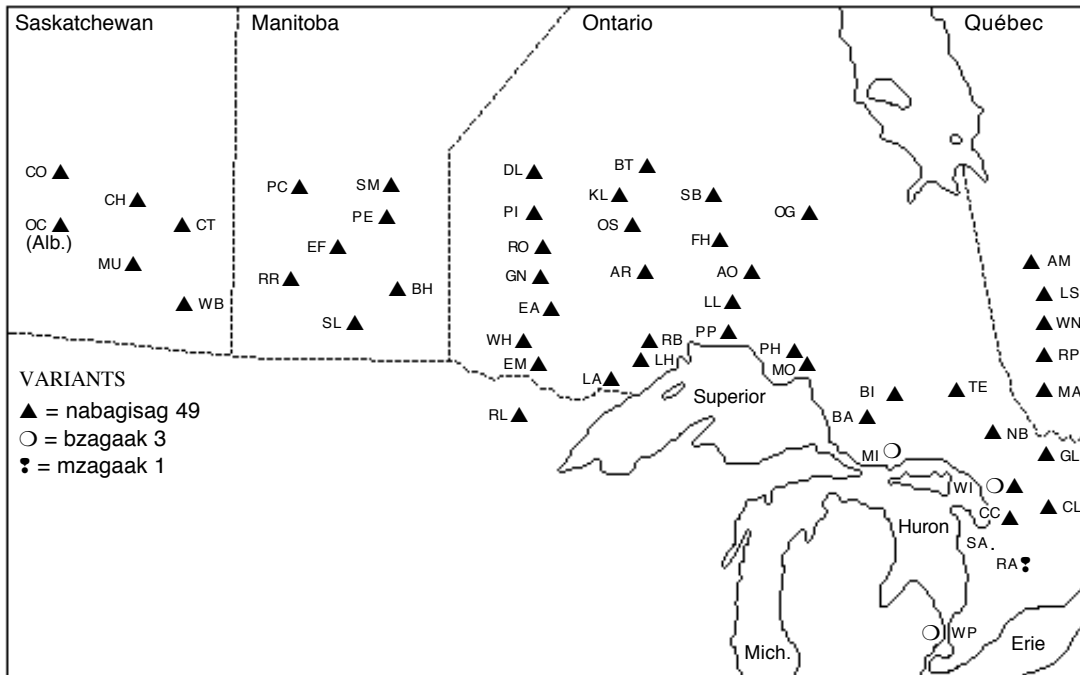 Saskatchewan Manitoba Ontario Québec
CO
CH
OC
CT
(Alb.)
MU
WB
PC
SM
PE
EF
RR
BH
SL
DL
BT
KL
SB
PI
OS
OG
RO
FH
GN
AR
AO
EA
LL
WH
RB
PP
EM
LH
PH
LA
MO
RL
AM
LS
WN
RP
MA
TE
BI
BA
NB
MI
GL
WI
CL
CC
SA.
RA
WP
Superior
Huron
Mich.
Erie
VARIANTS
▲ = nabagisag 49
❍ = bzagaak 3
❢ = mzagaak 1